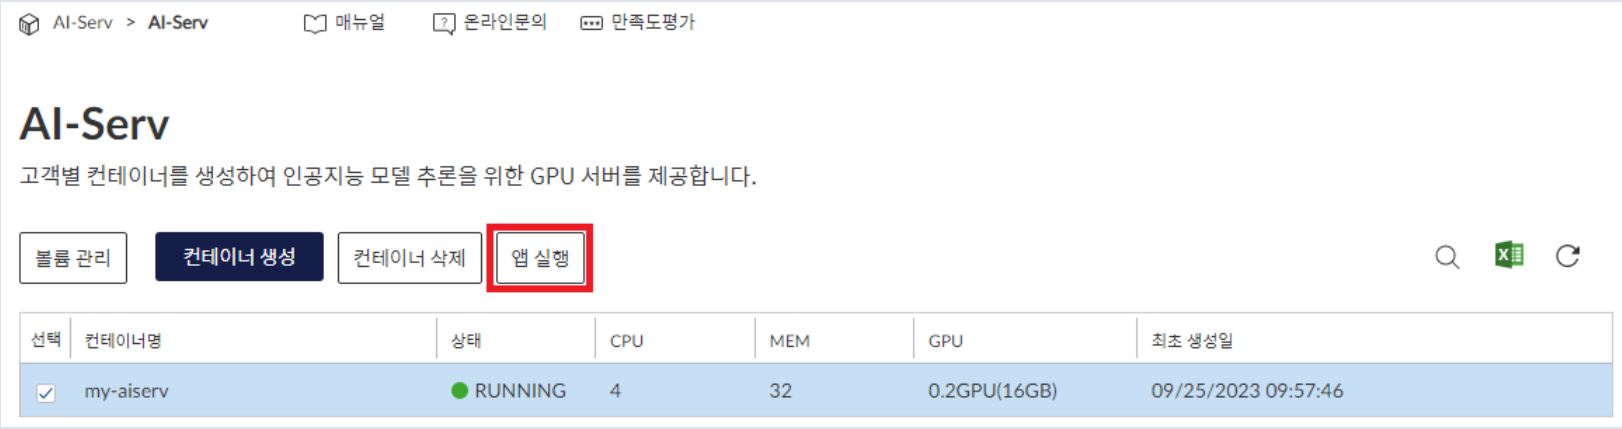 AI-Serv > AI-Serv 매뉴얼 온라인문의 만족도평가
AI-Serv
고객별 컨테이너를 생성하여 인공지능 모델 추론을 위한 GPU 서버를 제공합니다.
볼륨 관리 컨테이너 생성 컨테이너 삭제 앱 실행
선택 컨테이너명 상태 CPU MEM GPU 최초 생성일
my-aiserv RUNNING 4 32 0.2GPU(16GB) 09/25/2023 09:57:46